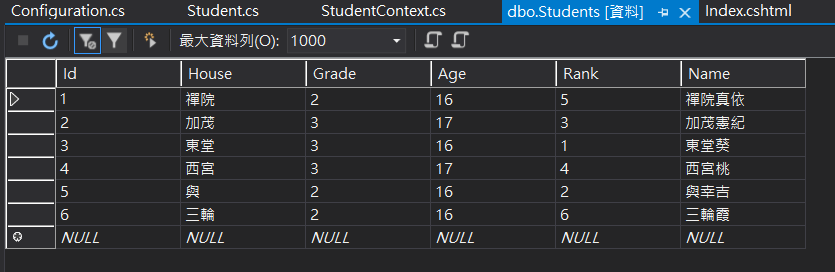 Configuration.cs Student.cs StudentContext.cs dbo.Students [資料] Index.cshtml
最大資料列(O): 1000
Id House Grade Age Rank Name
1 禪院 2 16 5 禪院真依
2 加茂 3 17 3 加茂憲紀
3 東堂 3 16 1 東堂葵
4 西宮 3 17 4 西宮桃
5 與 2 16 2 與幸吉
6 三輪 2 16 6 三輪霞
NULL NULL NULL NULL NULL NULL